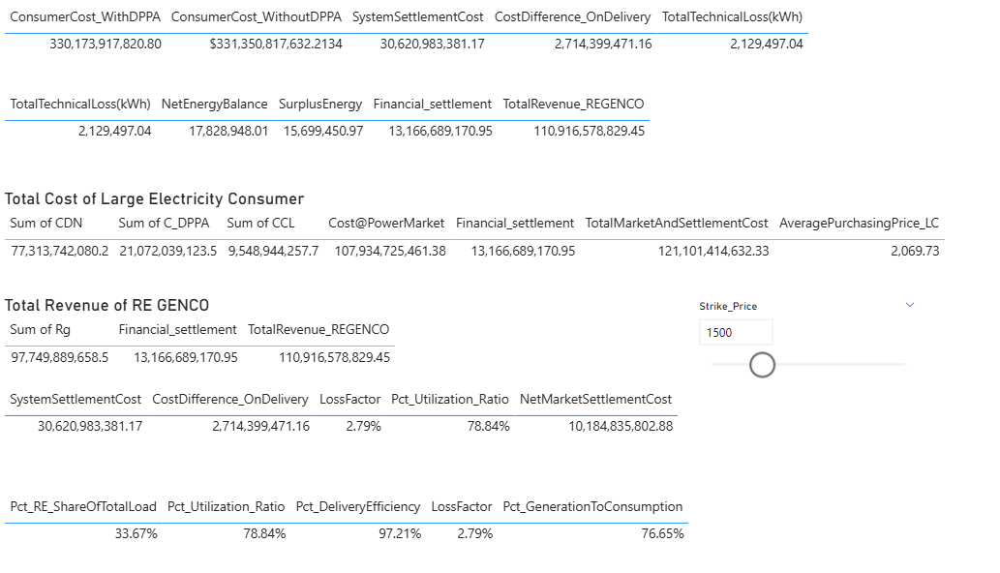 ConsumerCost_WithDPPA ConsumerCost_WithoutDPPA SystemSettlementCost CostDifference_OnDelivery TotalTechnicalLoss(kWh)
330,173,917,820.80 $331,350,817,632.2134 30,620,983,381.17 2,714,399,471.16 2,129,497.04
TotalTechnicalLoss(kWh) NetEnergyBalance SurplusEnergy Financial_settlement TotalRevenue_REGENCO
2,129,497.04 17,828,948.01 15,699,450.97 13,166,689,170.95 110,916,578,829.45
Total Cost of Large Electricity Consumer
Sum of CDN Sum of C_DPPA Sum of CCL Cost@PowerMarket Financial_settlement TotalMarketAndSettlementCost AveragePurchasingPrice_LC
77,313,742,080.2 21,072,039,123.5 9,548,944,257.7 107,934,725,461.38 13,166,689,170.95 121,101,414,632.33 2,069.73
Total Revenue of RE GENCO
Strike_Price
Sum of Rg Financial_settlement TotalRevenue_REGENCO
1500
97,749,889,658.5 13,166,689,170.95 110,916,578,829.45
SystemSettlementCost CostDifference_OnDelivery LossFactor Pct_Utilization_Ratio NetMarketSettlementCost
30,620,983,381.17 2,714,399,471.16 2.79% 78.84% 10,184,835,802.88
Pct_RE_ShareOfTotalLoad Pct_Utilization_Ratio Pct_DeliveryEfficiency LossFactor Pct_GenerationToConsumption
33.67% 78.84% 97.21% 2.79% 76.65%